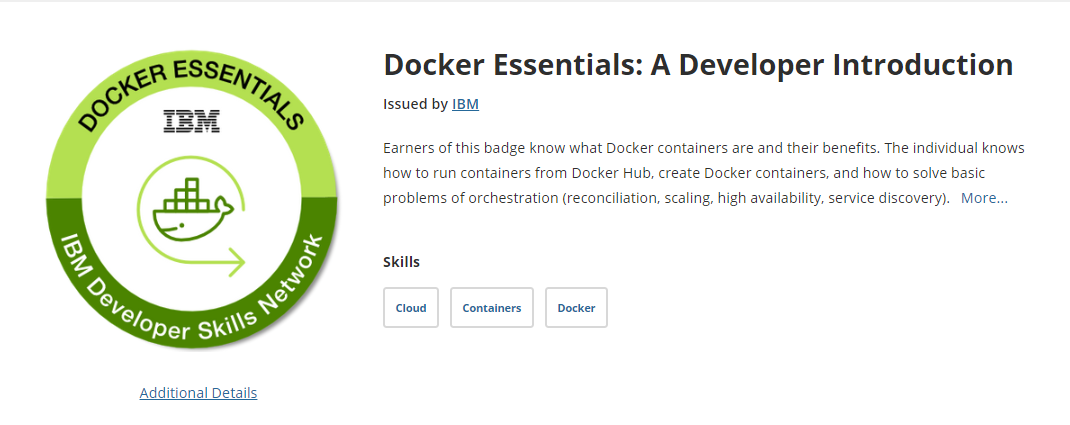 DOCKER ESSENTIALS
IBM
IBM Developer Skills Network
Additional Details
Docker Essentials: A Developer Introduction
Issued by IBM
Earners of this badge know what Docker containers are and their benefits. The individual knows
how to run containers from Docker Hub, create Docker containers, and how to solve basic
problems of orchestration (reconciliation, scaling, high availability, service discovery). More...
Skills
Cloud Containers Docker